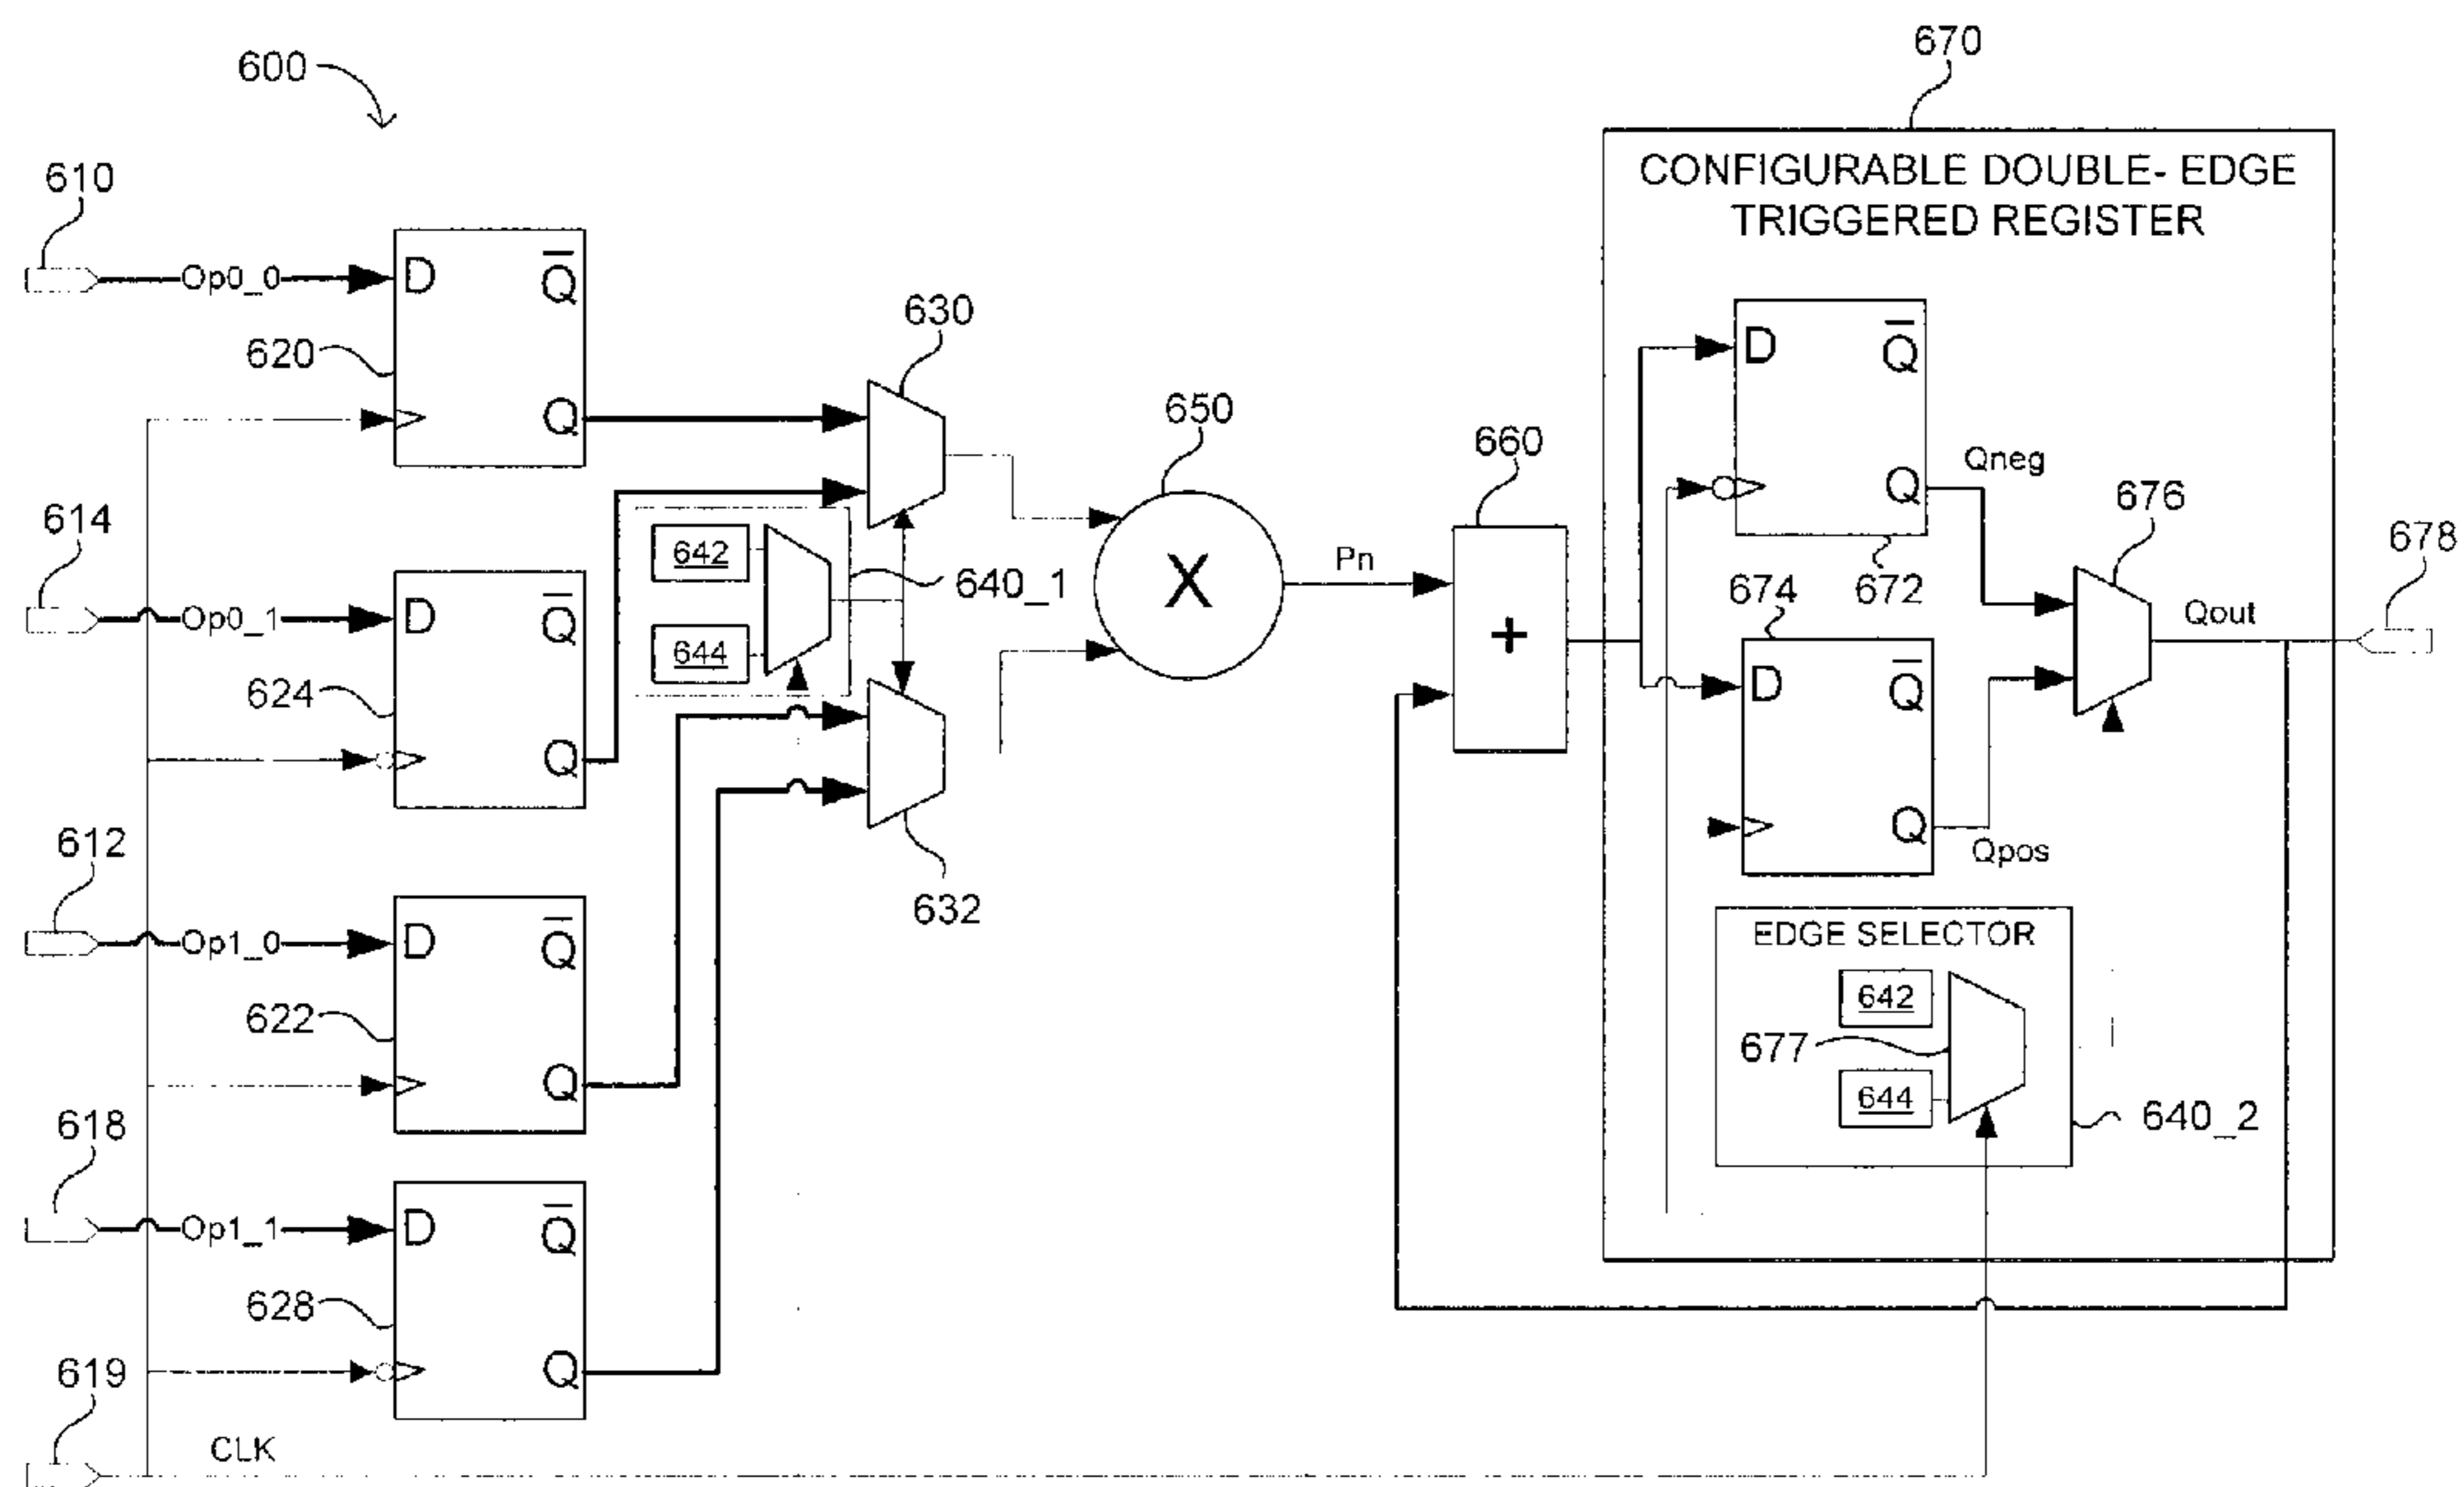 600
670
CONFIGURABLE DOUBLE- EDGE
TRIGGERED REGISTER
610
Op0_0
D
Q
620
Q
630
614
Op0_1
D
Q
624
Q
642
644
640_1
632
650
X
Pn
660
+
D
Q
Q
Qneg
672
674
D
Q
Q
Qpos
676
Qout
678
612
Op1_0
D
Q
622
Q
EDGE SELECTOR
642
677
644
640_2
618
Op1_1
D
Q
628
Q
619
CLK